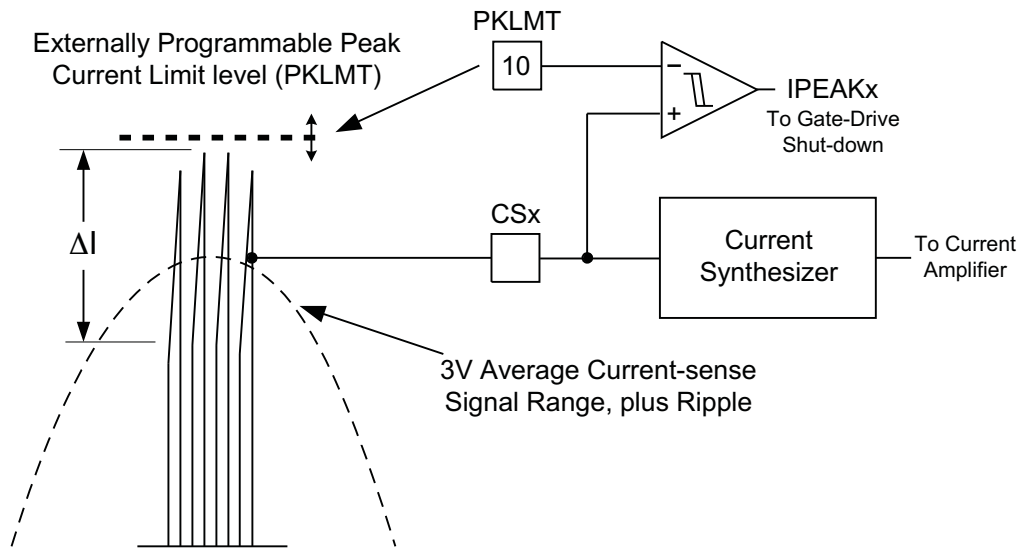 PKLMT
Externally Programmable Peak
Current Limit level (PKLMT)
10
−
+
IPEAKx
To Gate-Drive
Shut-down
ΔI
CSx
Current
Synthesizer
To Current
Amplifier
3V Average Current-sense
Signal Range, plus Ripple